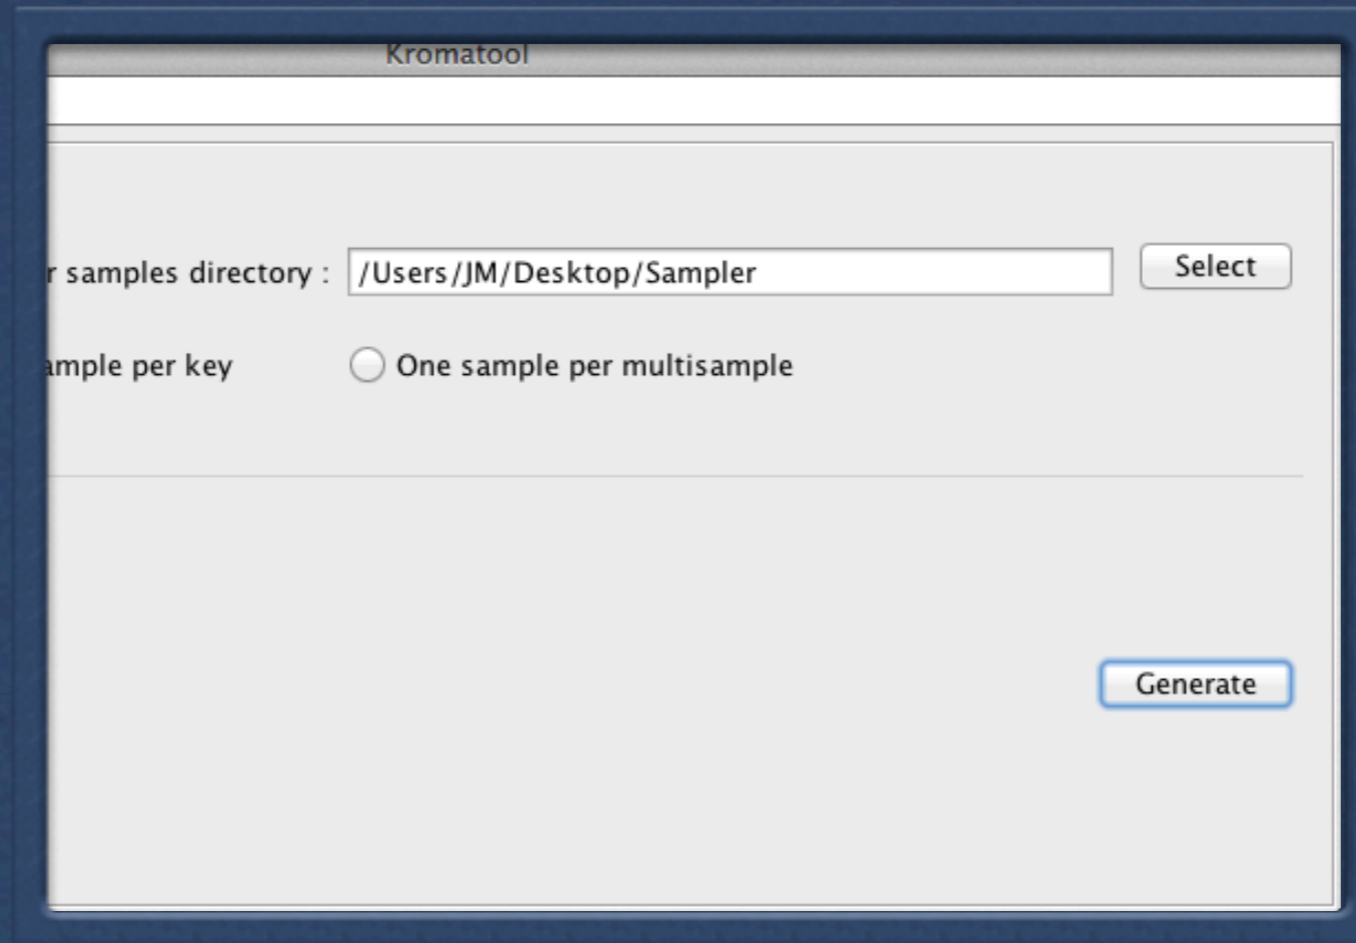 Kromatool
r samples directory : /Users/JM/Desktop/Sampler Select
ample per key One sample per multisample
Generate